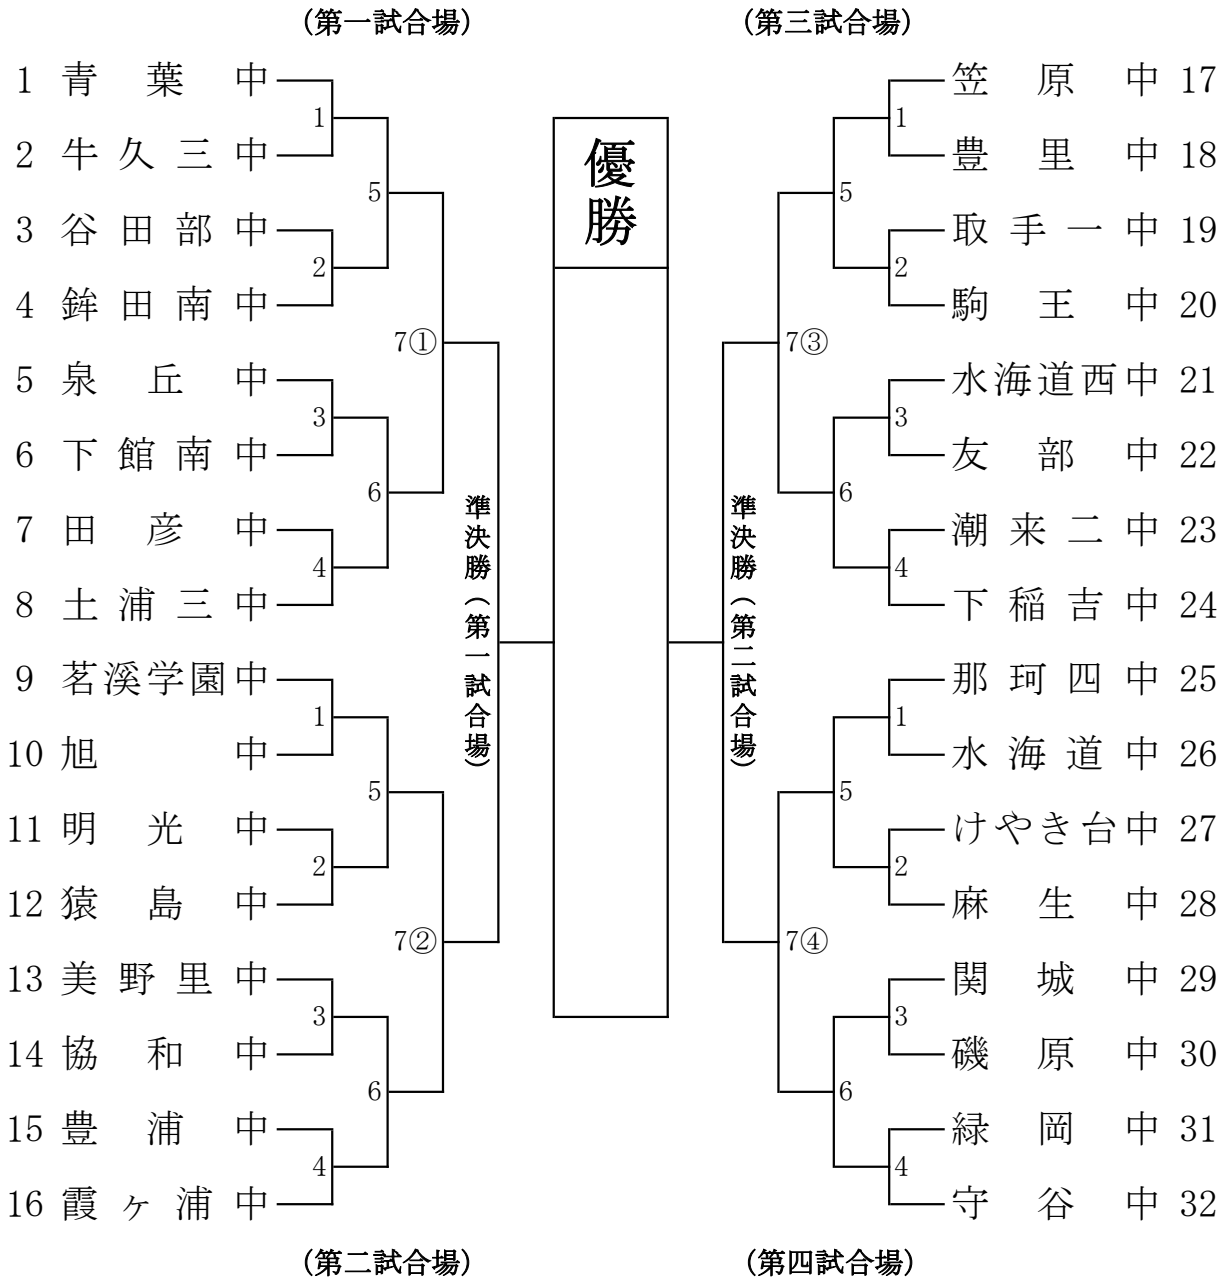 (第一試合場)
1 青葉中
2 牛久三中
3 谷田部中
4 鉾田南中
5 泉丘中
6 下館南中
7 田彦中
8 土浦三中
9 茗溪学園中
10 旭中
11 明光中
12 猿島中
13 美野里中
14 協和中
15 豊浦中
16 霞ヶ浦中
(第二試合場)
1
2
3
4
5
6
7①
1
2
3
4
5
6
7②
準決勝(第一試合場)
優勝
準決勝(第二試合場)
(第三試合場)
7③
5
6
1
2
3
4
7④
5
6
1
2
3
4
笠原中 17
豊里中 18
取手一中 19
駒王中 20
水海道西中 21
友部中 22
潮来二中 23
下稲吉中 24
那珂四中 25
水海道中 26
けやき台中 27
麻生中 28
関城中 29
磯原中 30
緑岡中 31
守谷中 32
(第四試合場)